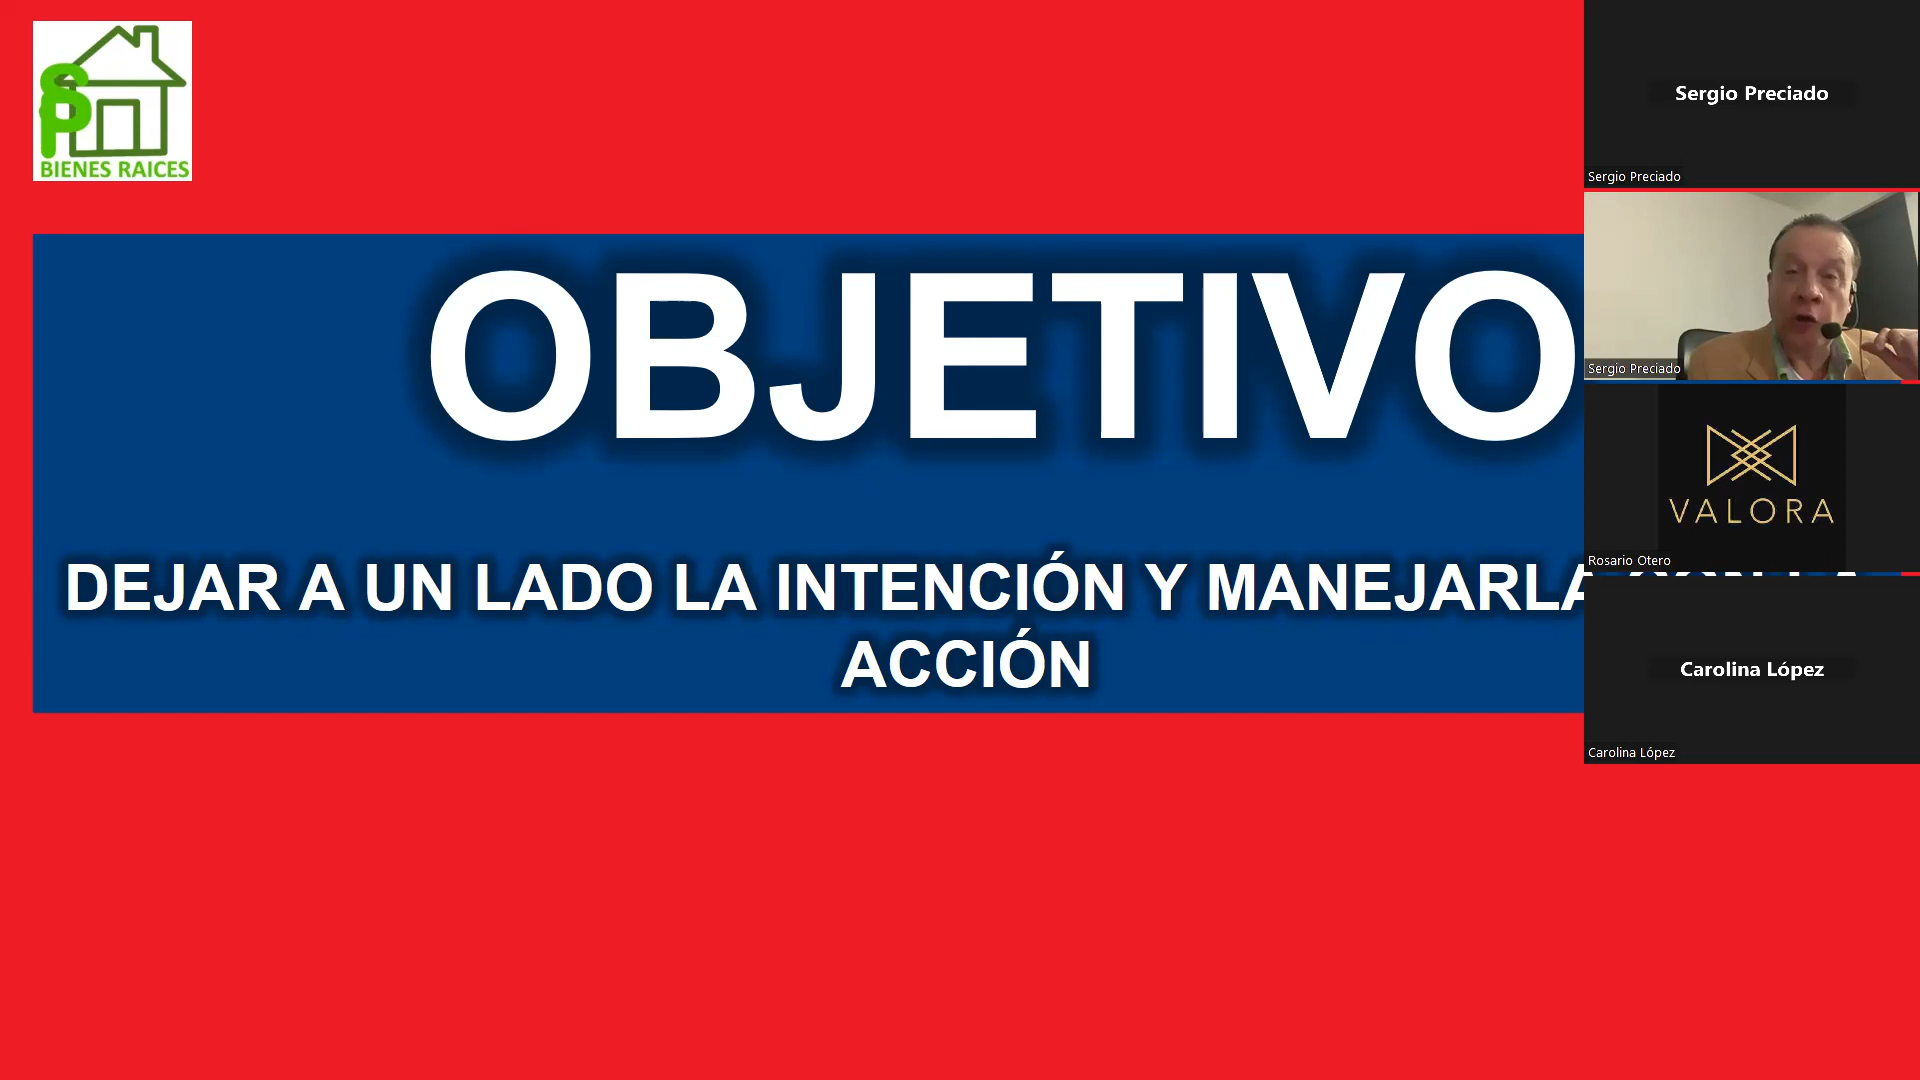 SP
BIENES RAICES
OBJETIVO
DEJAR A UN LADO LA INTENCIÓN Y MANEJARLA
ACCIÓN
Sergio Preciado
Sergio Preciado
Sergio Preciado
VALORA
Rosario Otero
Carolina López
Carolina López